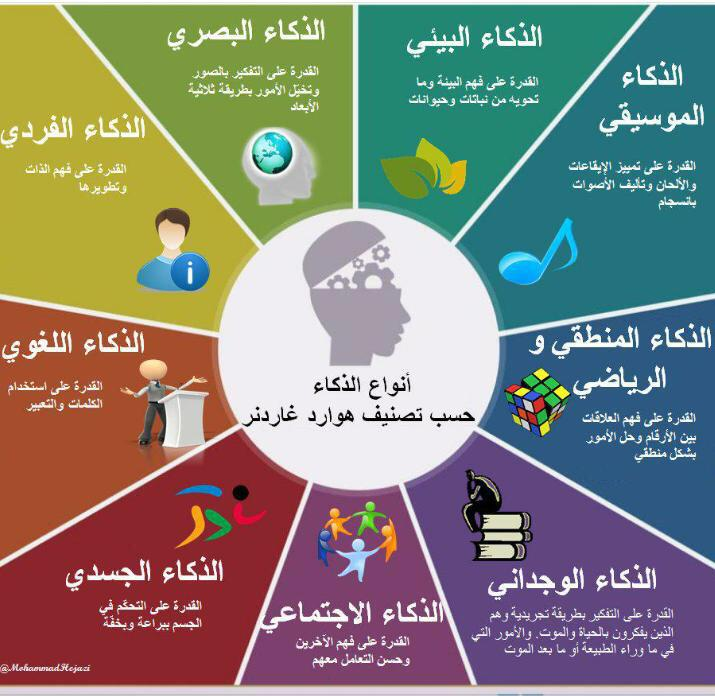 الذكاء البصري
القدرة على التفكير بالصور
وتخيّل الأمور بطريقة ثلاثية
الأبعاد
الذكاء البيئي
القدرة على فهم البيئة وما
تحويه من نباتات وحيوانات
الذكاء
الموسيقي
القدرة على تمييز الإيقاعات
والألحان وتأليف الأصوات
بانسجام
الذكاء المنطقي و
الرياضي
القدرة على فهم العلاقات
بين الأرقام وحل الأمور
بشكل منطقي
الذكاء الوجداني
القدرة على التفكير بطريقة تجريدية وهم
الذين يفكرون بالحياة والموت. والأمور التي
في ما وراء الطبيعة أو ما بعد الموت
الذكاء الاجتماعي
القدرة على فهم الآخرين
وحسن التعامل معهم
الذكاء الجسدي
القدرة على التحكّم في
الجسم ببراعة وبخفة
الذكاء اللغوي
القدرة على استخدام
الكلمات والتعبير
الذكاء الفردي
القدرة على فهم الذات
وتطويرها
أنواع الذكاء
حسب تصنيف هوارد غاردنر
@MohammadHejazi